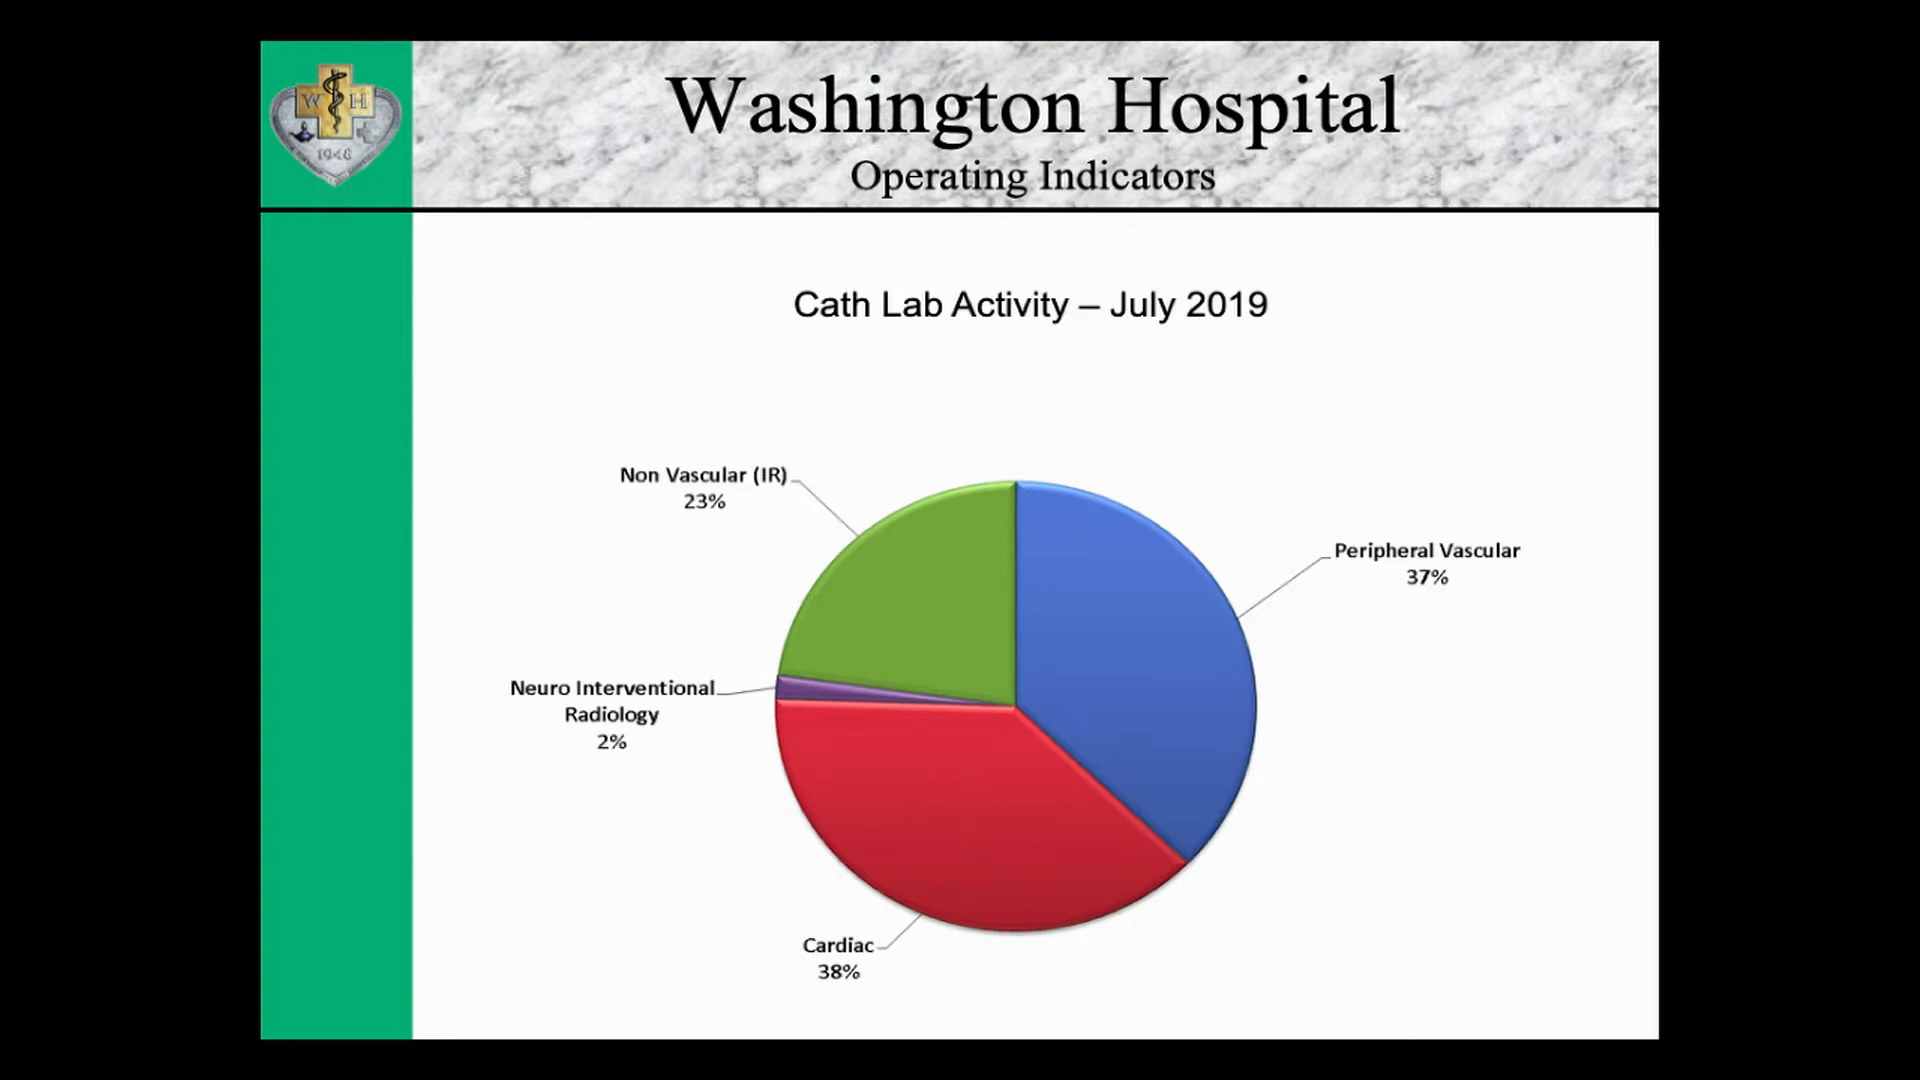 W H
1948
Washington Hospital
Operating Indicators
Cath Lab Activity – July 2019
Non Vascular (IR)
23%
Peripheral Vascular
37%
Neuro Interventional
Radiology
2%
Cardiac
38%